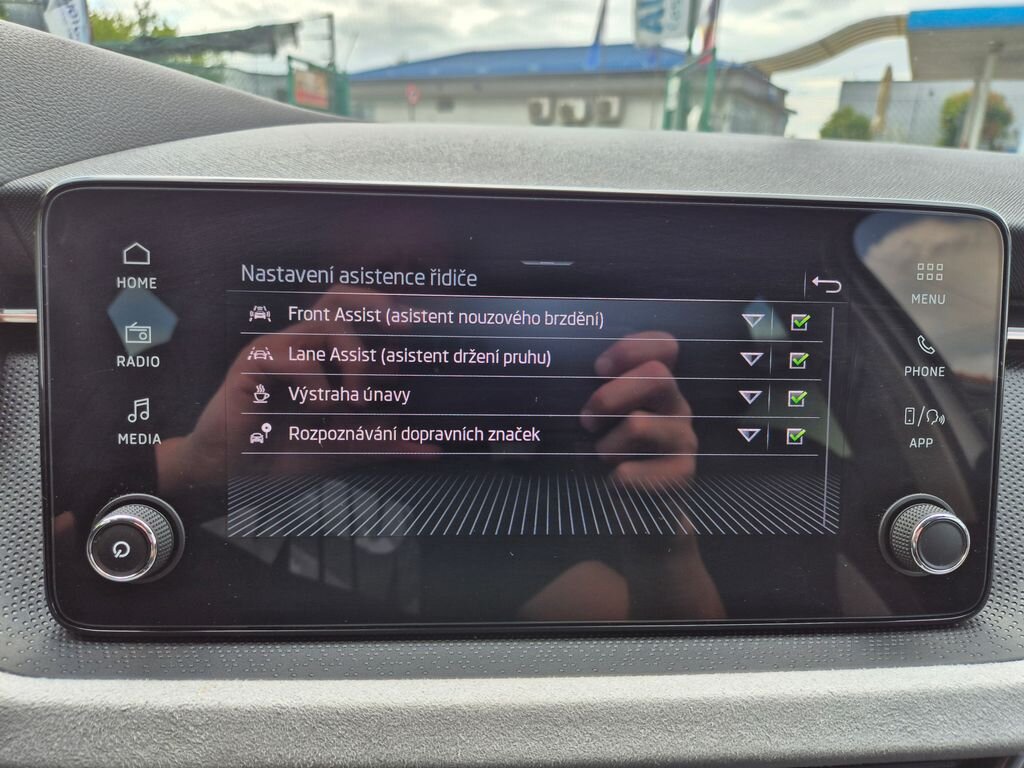 Nastavení asistence řidiče
HOME
Front Assist (asistent nouzového brzdění)
MENU
Lane Assist (asistent držení pruhu)
RADIO
PHONE
Výstraha únavy
MEDIA
Rozpoznávání dopravních značek
APP